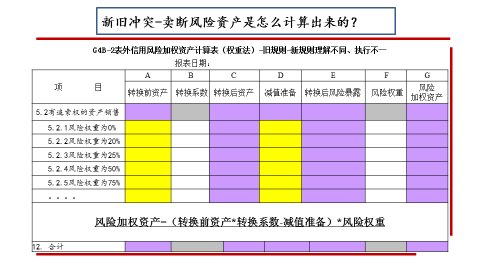 新旧冲突-卖断风险资产是怎么计算出来的？
G4B-2表外信用风险加权资产计算表（权重法）-旧规则-新规则理解不同、执行不一
报表日期：
A B C D E F G
项 目 转换前资产 转换系数 转换后资产 减值准备 转换后风险暴露 风险权重 风险加权资产
5.2有追索权的资产销售
5.2.1风险权重为0%
5.2.2风险权重为20%
5.2.3风险权重为25%
5.2.4风险权重为50%
5.2.5风险权重为75%
。。。。
风险加权资产=（转换前资产*转换系数-减值准备）*风险权重
12. 合计